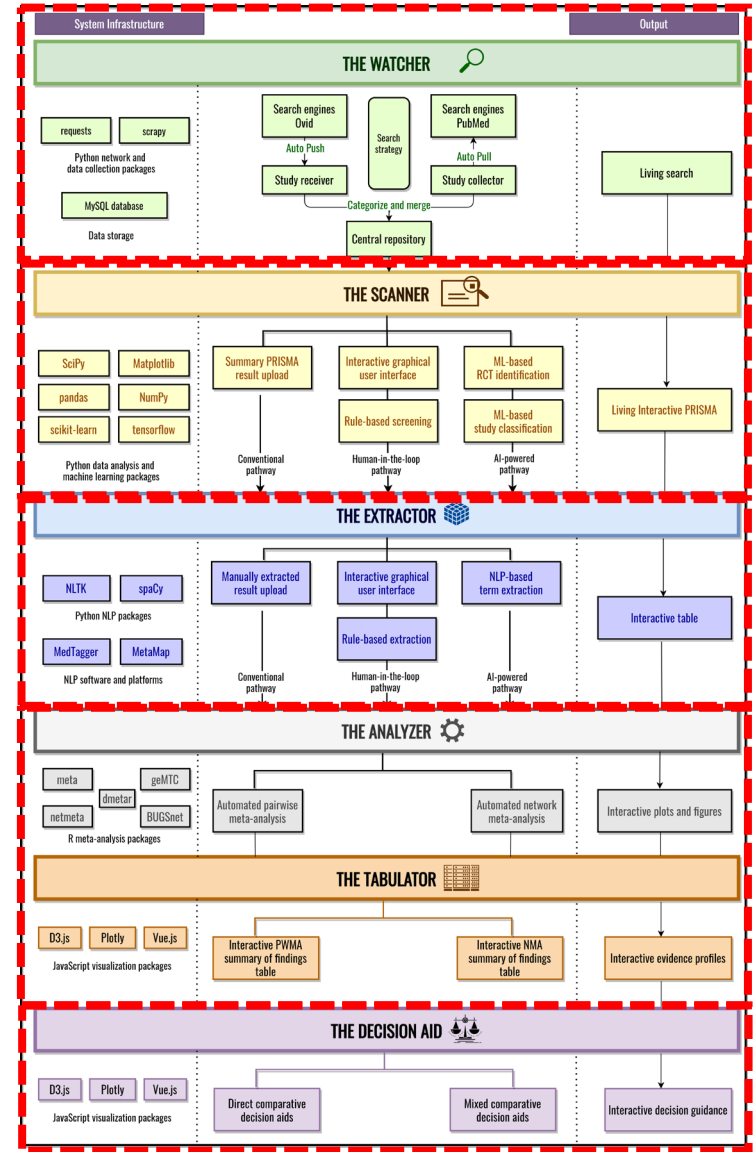 System Infrastructure
Output
THE WATCHER
requests
scrapy
Python network and
data collection packages
MySQL database
Data storage
Search engines
Ovid
Auto Push
Study receiver
Search
strategy
Search engines
PubMed
Auto Pull
Study collector
Categorize and merge
Central repository
Living search
THE SCANNER
SciPy
Matplotlib
pandas
NumPy
scikit-learn
tensorflow
Python data analysis and
machine learning packages
Summary PRISMA
result upload
Conventional
pathway
Interactive graphical
user interface
Rule-based screening
Human-in-the-loop
pathway
ML-based
RCT identification
ML-based
study classification
AI-powered
pathway
Living Interactive PRISMA
THE EXTRACTOR
NLTK
spaCy
Python NLP packages
MedTagger
MetaMap
NLP software and platforms
Manually extracted
result upload
Conventional
pathway
Interactive graphical
user interface
Rule-based extraction
Human-in-the-loop
pathway
NLP-based
term extraction
AI-powered
pathway
Interactive table
THE ANALYZER
meta
geMTC
dmetar
netmeta
BUGSnet
R meta-analysis packages
Automated pairwise
meta-analysis
Automated network
meta-analysis
Interactive plots and figures
THE TABULATOR
D3.js
Plotly
Vue.js
JavaScript visualization packages
Interactive PWMA
summary of findings
table
Interactive NMA
summary of findings
table
Interactive evidence profiles
THE DECISION AID
D3.js
Plotly
Vue.js
JavaScript visualization packages
Direct comparative
decision aids
Mixed comparative
decision aids
Interactive decision guidance